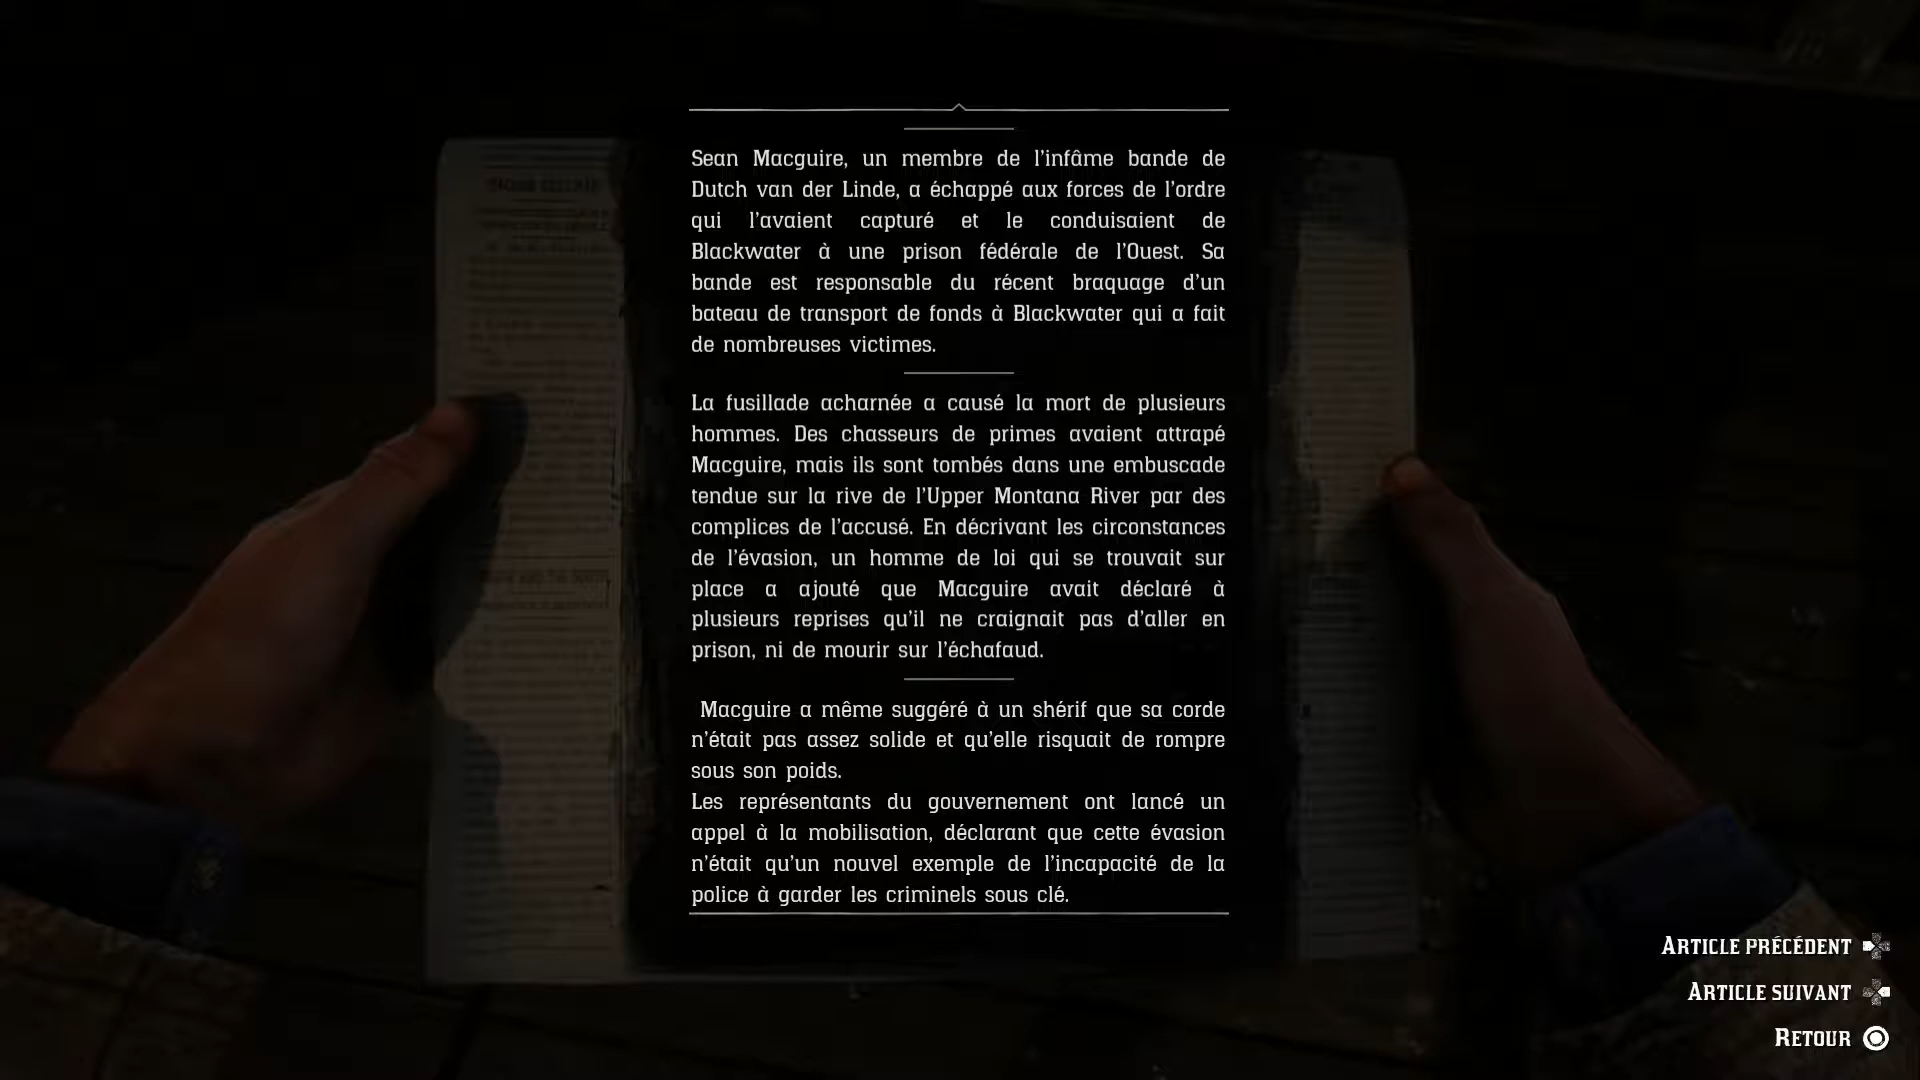 Sean Macguire, un membre de l'infâme bande de
Dutch van der Linde, a échappé aux forces de l'ordre
qui l'avaient capturé et le conduisaient de
Blackwater à une prison fédérale de l'Ouest. Sa
bande est responsable du récent braquage d'un
bateau de transport de fonds à Blackwater qui a fait
de nombreuses victimes.
La fusillade acharnée a causé la mort de plusieurs
hommes. Des chasseurs de primes avaient attrapé
Macguire, mais ils sont tombés dans une embuscade
tendue sur la rive de l'Upper Montana River par des
complices de l'accusé. En décrivant les circonstances
de l'évasion, un homme de loi qui se trouvait sur
place a ajouté que Macguire avait déclaré à
plusieurs reprises qu'il ne craignait pas d'aller en
prison, ni de mourir sur l'échafaud.
Macguire a même suggéré à un shérif que sa corde
n'était pas assez solide et qu'elle risquait de rompre
sous son poids.
Les représentants du gouvernement ont lancé un
appel à la mobilisation, déclarant que cette évasion
n'était qu'un nouvel exemple de l'incapacité de la
police à garder les criminels sous clé.
ARTICLE PRÉCÉDENT
ARTICLE SUIVANT
RETOUR